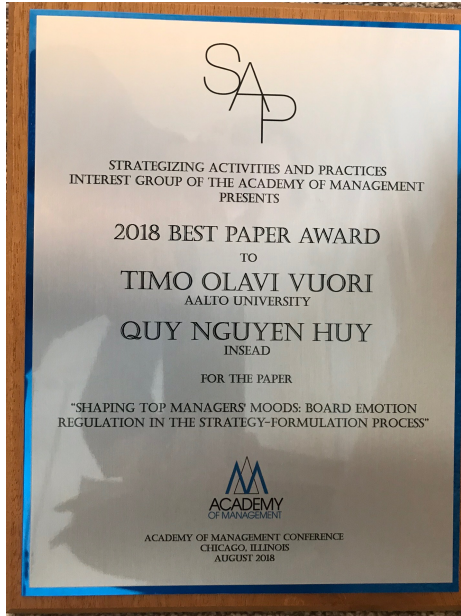 SAP
STRATEGIZING ACTIVITIES AND PRACTICES
INTEREST GROUP OF THE ACADEMY OF MANAGEMENT
PRESENTS
2018 BEST PAPER AWARD
TO
TIMO OLAVI VUORI
AALTO UNIVERSITY
QUY NGUYEN HUY
INSEAD
FOR THE PAPER
"SHAPING TOP MANAGERS' MOODS: BOARD EMOTION
REGULATION IN THE STRATEGY-FORMULATION PROCESS"
ACADEMY
OF MANAGEMENT
ACADEMY OF MANAGEMENT CONFERENCE
CHICAGO, ILLINOIS
AUGUST 2018